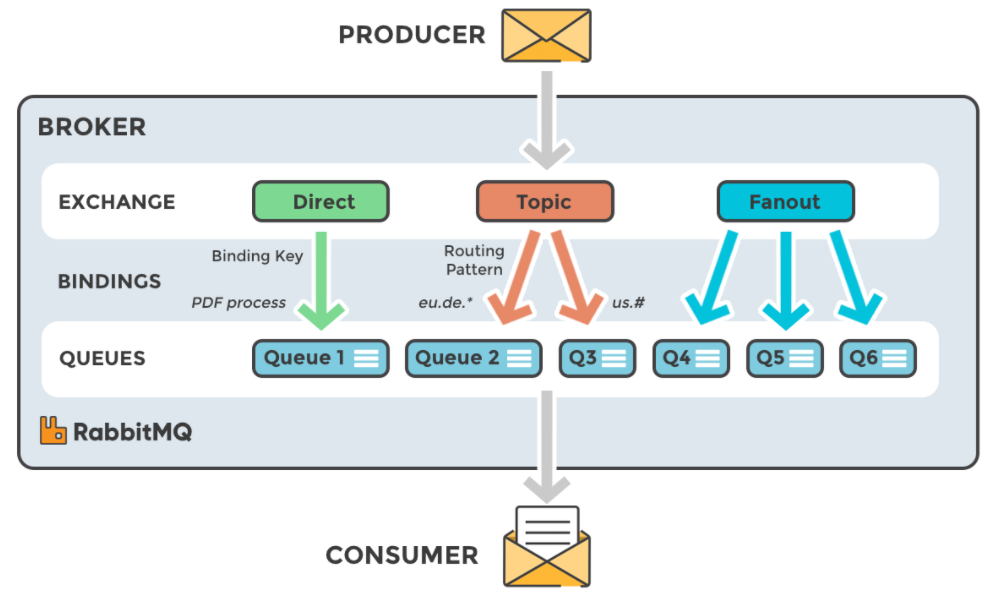 PRODUCER
BROKER
EXCHANGE
Direct
Topic
Fanout
Binding Key
Routing
Pattern
BINDINGS
PDF process
eu.de.*
us.#
QUEUES
Queue 1
Queue 2
Q3
Q4
Q5
Q6
RabbitMQ
CONSUMER